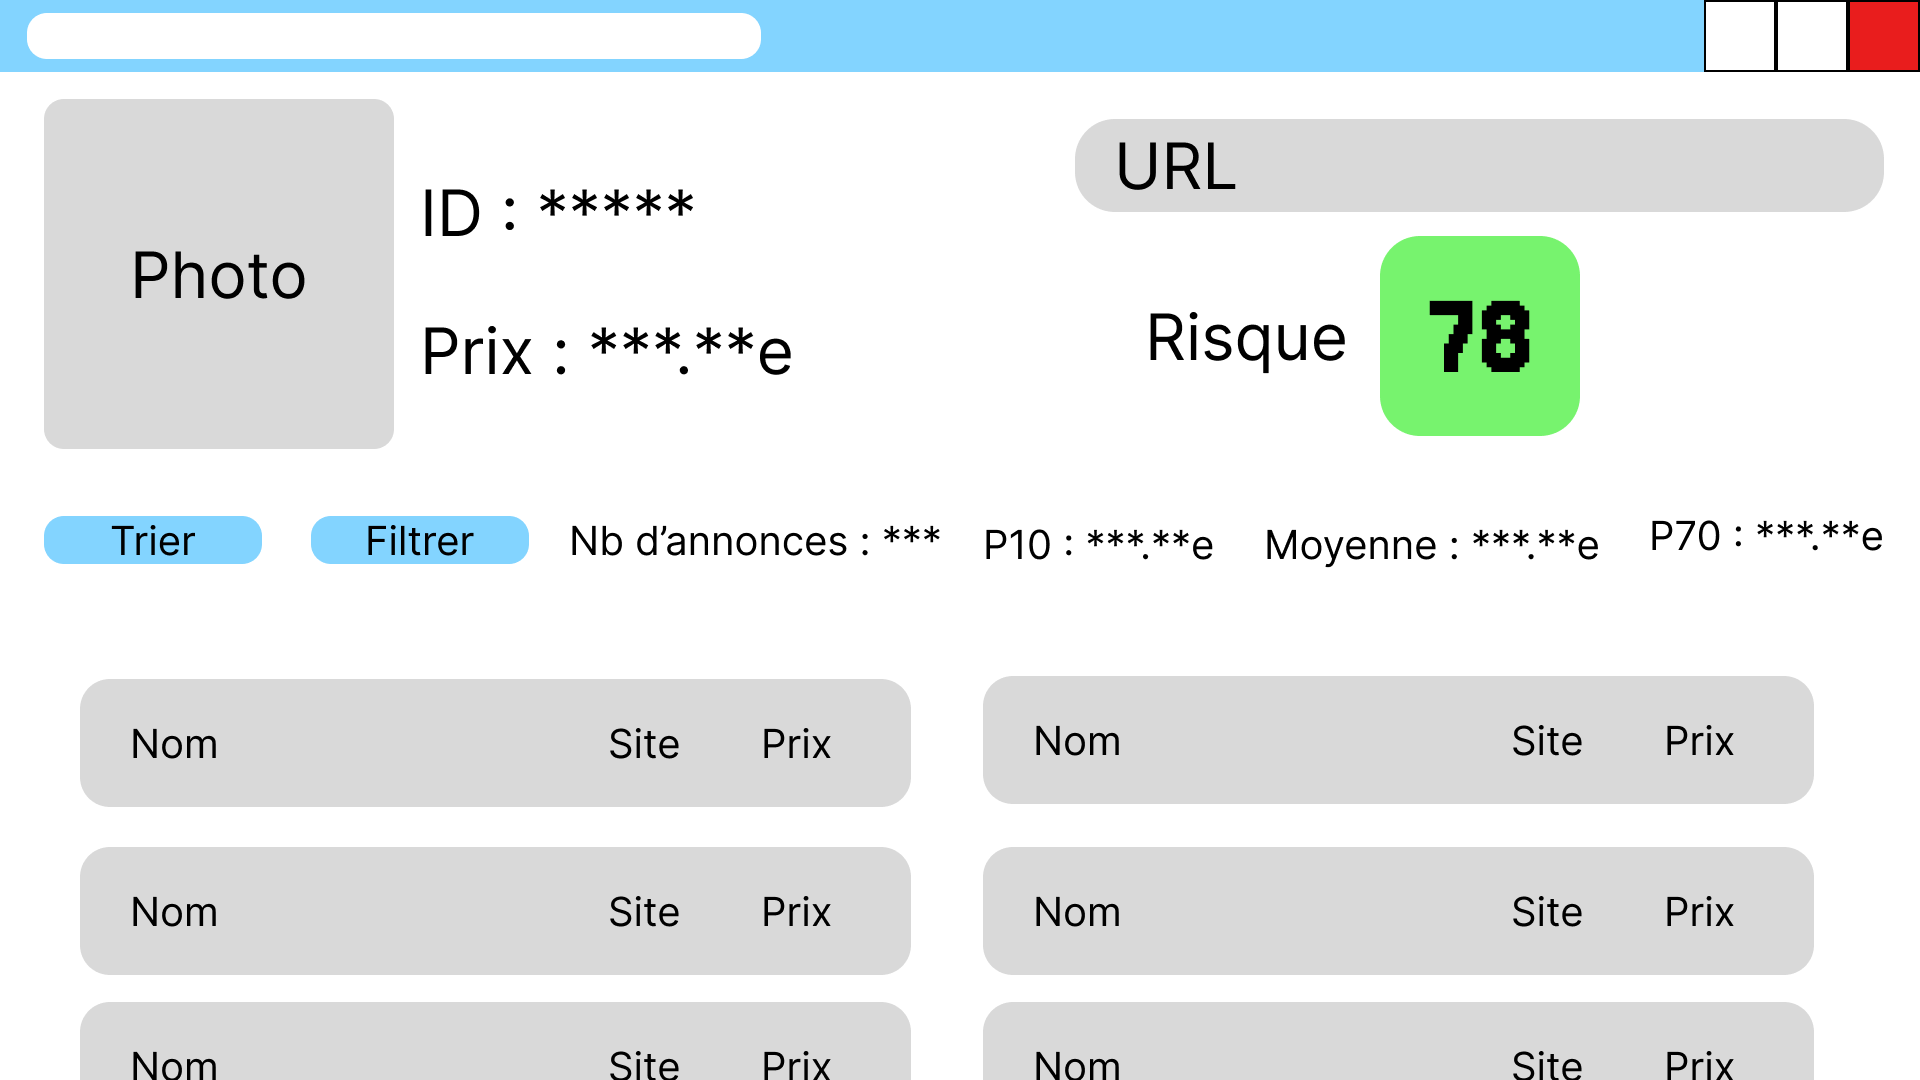 URL
ID : *****
Photo
Prix : ***.**e
Risque
78
Trier
Filtrer
Nb d’annonces : ***
P10 : ***.**e
Moyenne : ***.**e
P70 : ***.**e
Nom Site Prix
Nom Site Prix
Nom Site Prix
Nom Site Prix
Nom Site Prix
Nom Site Prix